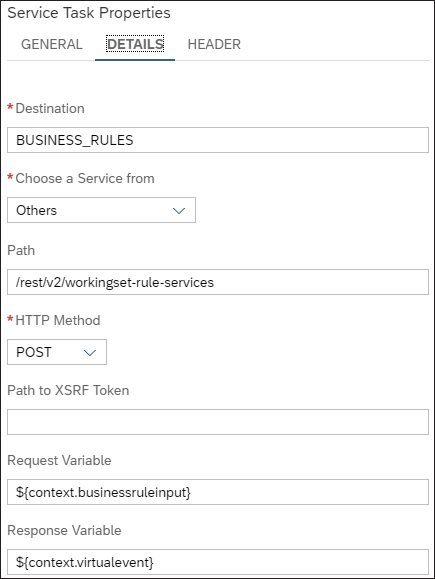 Service Task Properties
GENERAL DETAILS HEADER
*Destination
BUSINESS_RULES
*Choose a Service from
Others
Path
/rest/v2/workingset-rule-services
*HTTP Method
POST
Path to XSRF Token
Request Variable
${context.businessruleinput}
Response Variable
${context.virtualevent}